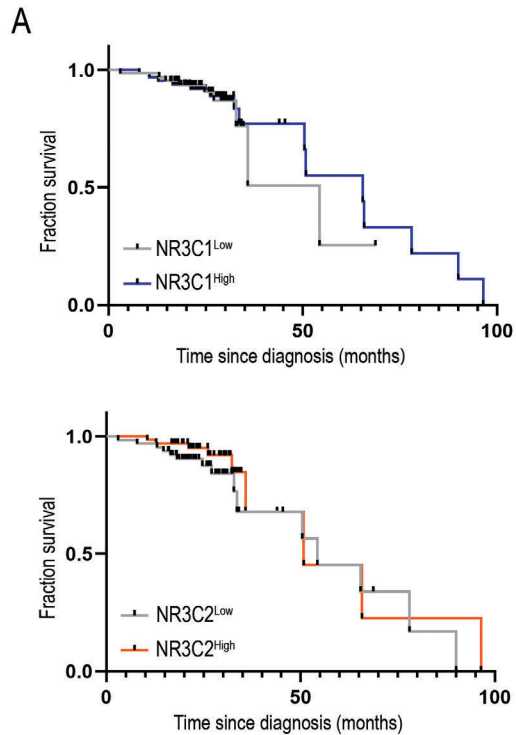 A
1.0
0.5
0.0
Fraction survival
NR3C1Low
NR3C1High
0
50
100
Time since diagnosis (months)
1.0
0.5
0.0
Fraction survival
NR3C2Low
NR3C2High
0
50
100
Time since diagnosis (months)